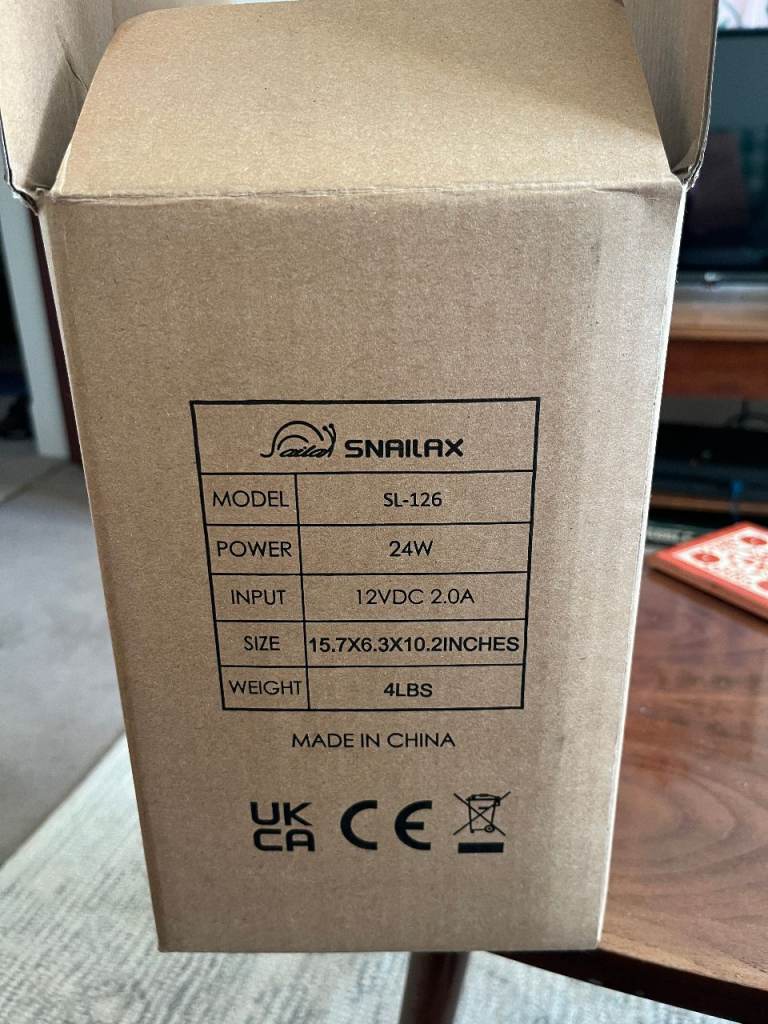 Snailax SNAILAX
MODEL SL-126
POWER 24W
INPUT 12VDC 2.0A
SIZE 15.7X6.3X10.2INCHES
WEIGHT 4LBS
MADE IN CHINA
UK
CA CE